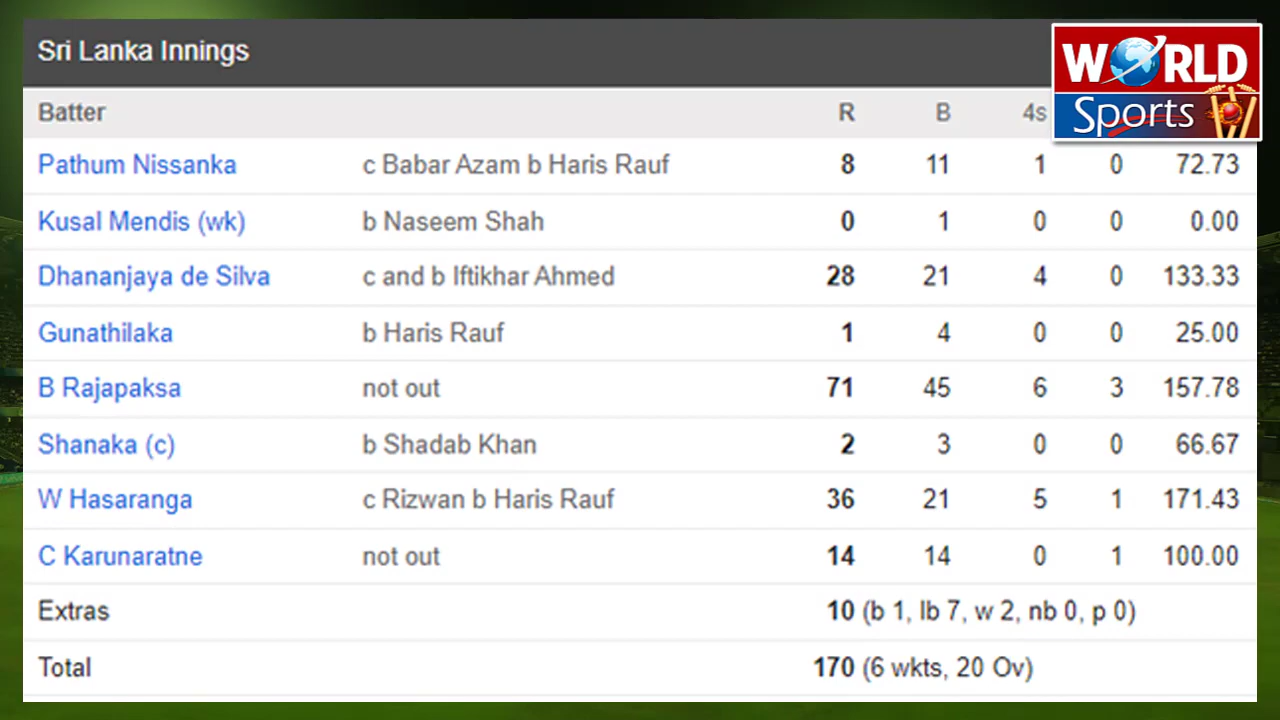 Sri Lanka Innings
WORLD
Sports
Batter R B 4s
Pathum Nissanka c Babar Azam b Haris Rauf 8 11 1 0 72.73
Kusal Mendis (wk) b Naseem Shah 0 1 0 0 0.00
Dhananjaya de Silva c and b Iftikhar Ahmed 28 21 4 0 133.33
Gunathilaka b Haris Rauf 1 4 0 0 25.00
B Rajapaksa not out 71 45 6 3 157.78
Shanaka (c) b Shadab Khan 2 3 0 0 66.67
W Hasaranga c Rizwan b Haris Rauf 36 21 5 1 171.43
C Karunaratne not out 14 14 0 1 100.00
Extras 10 (b 1, lb 7, w 2, nb 0, p 0)
Total 170 (6 wkts, 20 Ov)